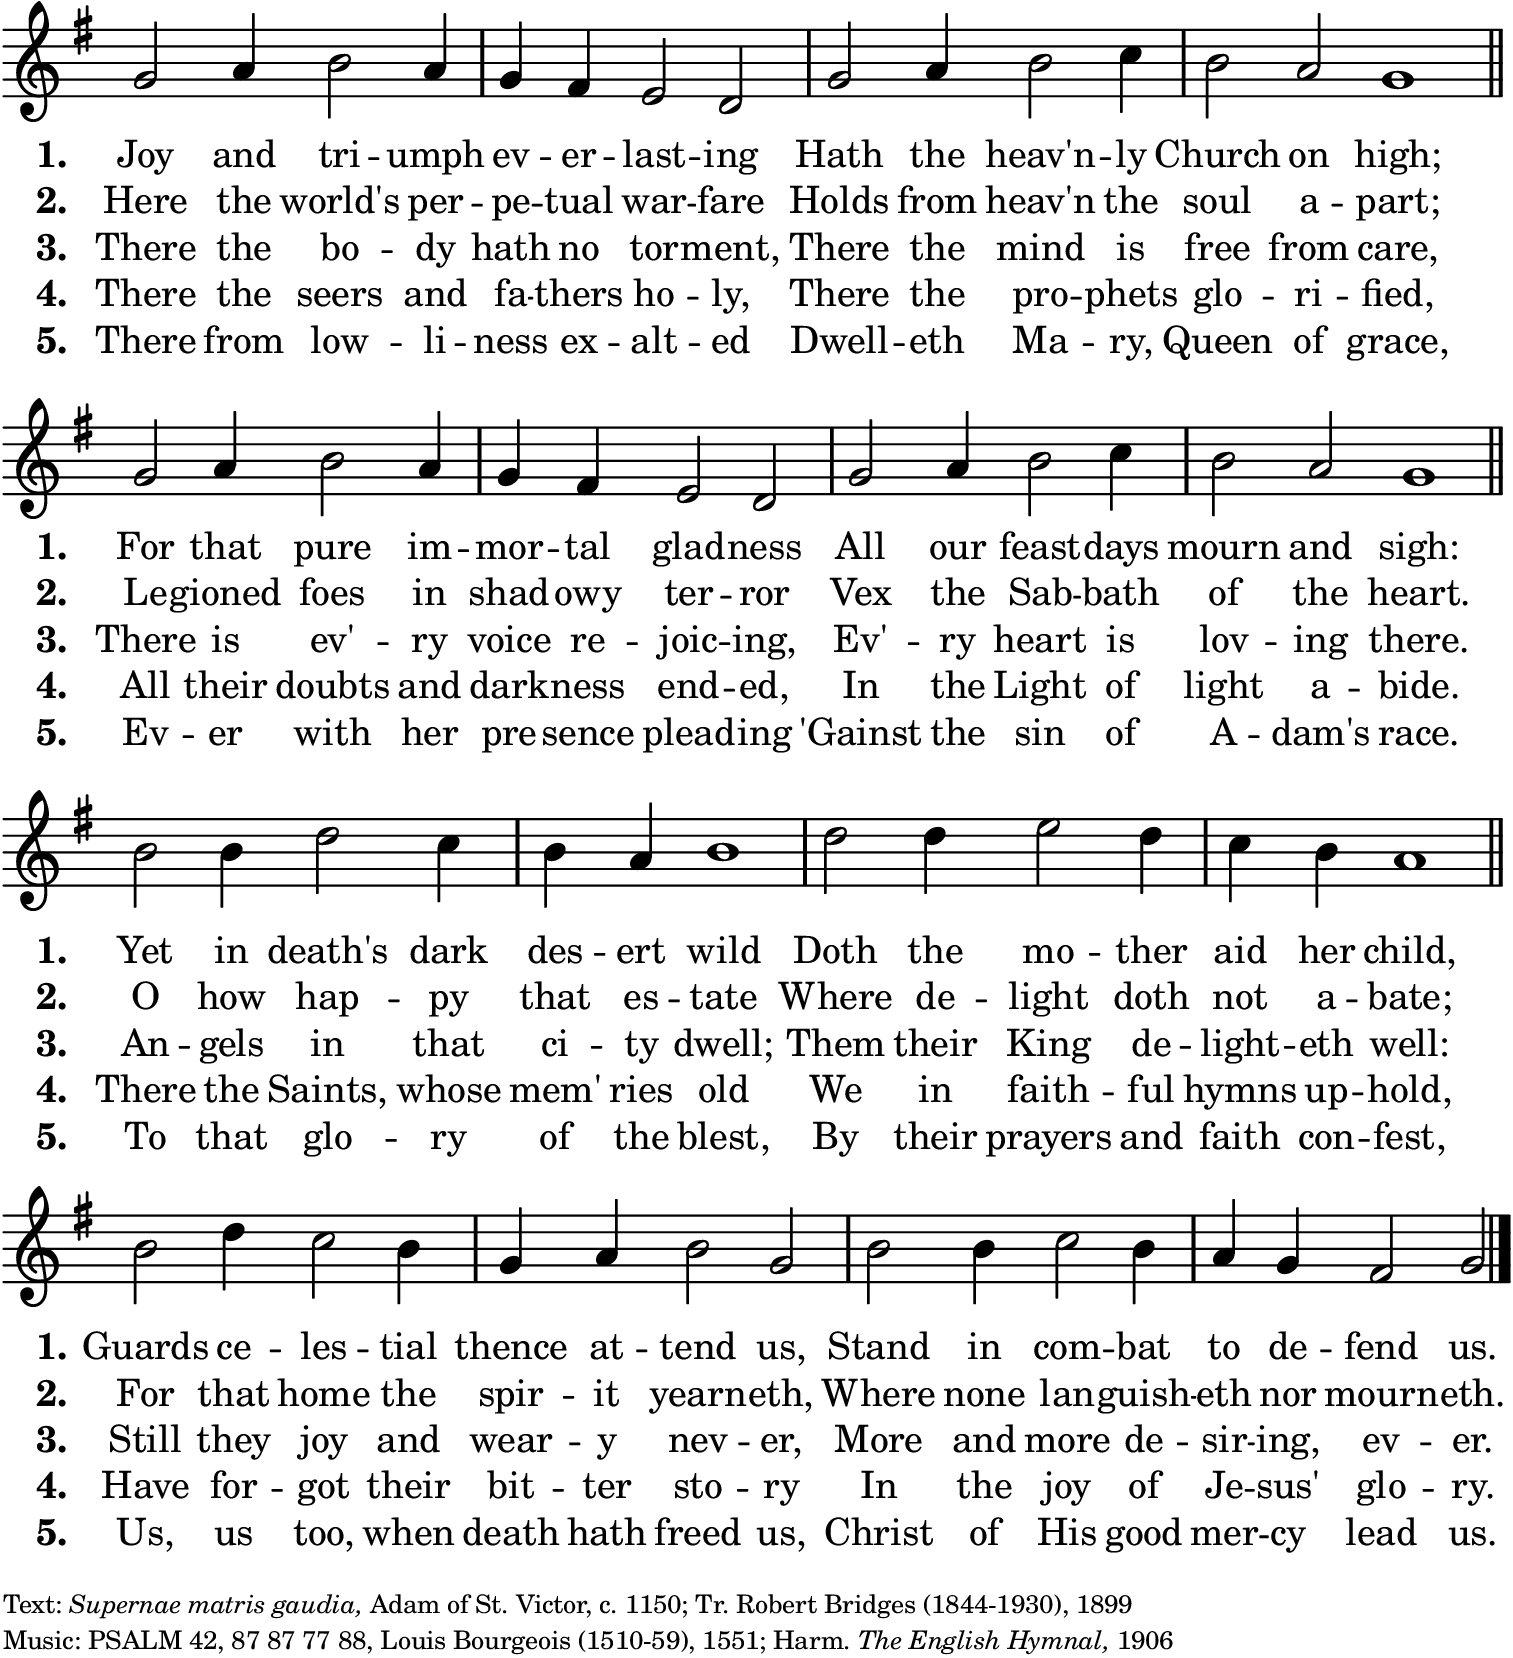 1. Joy and tri -- umph ev -- er -- last -- ing Hath the heav'n -- ly Church on high;
2. Here the world's per -- pe -- tual war -- fare Holds from heav'n the soul a -- part;
3. There the bo -- dy hath no torment, There the mind is free from care,
4. There the seers and fa -- thers ho -- ly, There the pro -- phets glo -- ri -- fied,
5. There from low -- li -- ness ex -- alt -- ed Dwell -- eth Ma -- ry, Queen of grace,
1. For that pure im -- mor -- tal gladness All our feastdays mourn and sigh:
2. Legioned foes in shadowy ter -- ror Vex the Sab -- bath of the heart.
3. There is ev' -- ry voice re -- joic -- ing, Ev' -- ry heart is lov -- ing there.
4. All their doubts and darkness end -- ed, In the Light of light a -- bide.
5. Ev -- er with her presence pleading 'Gainst the sin of A -- dam's race.
1. Yet in death's dark des -- ert wild Doth the mo -- ther aid her child,
2. O how hap -- py that es -- tate Where de -- light doth not a -- bate;
3. An -- gels in that ci -- ty dwell; Them their King de -- light -- eth well:
4. There the Saints, whose mem' ries old We in faith -- ful hymns up -- hold,
5. To that glo -- ry of the blest, By their prayers and faith con -- fest,
1. Guards ce -- les -- tial thence at -- tend us, Stand in com -- bat to de -- fend us.
2. For that home the spir -- it yearneth, Where none languish -- eth nor mourneth.
3. Still they joy and wear -- y nev -- er, More and more de -- sir -- ing, ev -- er.
4. Have for -- got their bit -- ter sto -- ry In the joy of Je -- sus' glo -- ry.
5. Us, us too, when death hath freed us, Christ of His good mer -- cy lead us.
Text: Supernae matris gaudia, Adam of St. Victor, c. 1150; Tr. Robert Bridges (1844-1930), 1899
Music: PSALM 42, 87 87 77 88, Louis Bourgeois (1510-59), 1551; Harm. The English Hymnal, 1906